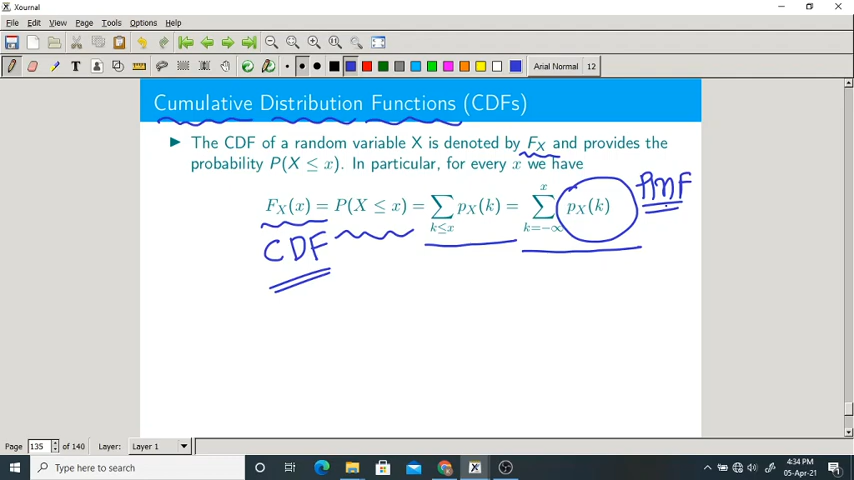 Xournal
File Edit View Page Tools Options Help
Arial Normal 12
Cumulative Distribution Functions (CDFs)
▶ The CDF of a random variable X is denoted by F_X and provides the
probability P(X ≤ x). In particular, for every x we have
F_X(x) = P(X ≤ x) = ∑_{k≤x} p_X(k) = ∑_{k=-∞}^{x} p_X(k)
PMF
CDF
Page 135 of 140 Layer: Layer 1
Type here to search
4:34 PM
05-Apr-21